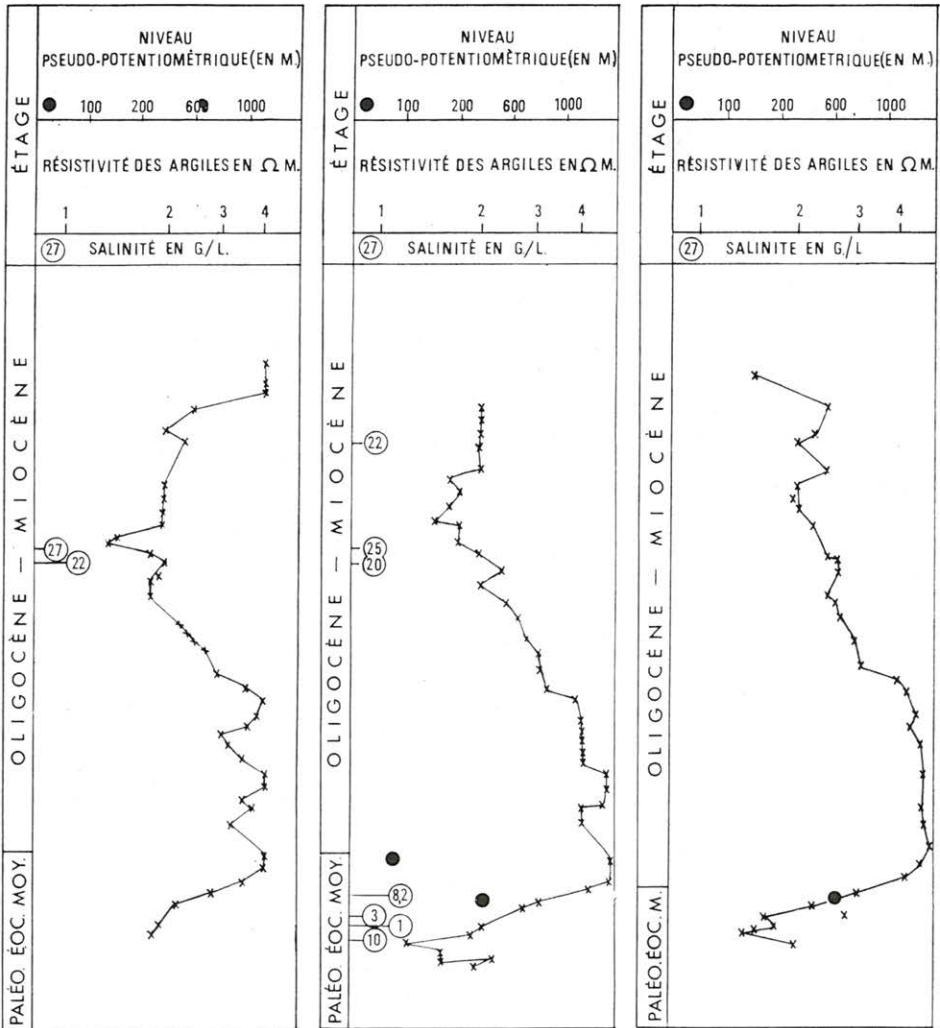 ÉTAGE
NIVEAU
PSEUDO-POTENTIOMÉTRIQUE(EN M.)
100 200 600 1000
RÉSISTIVITÉ DES ARGILES EN Ω M.
1 2 3 4
27 SALINITÉ EN G/L.
OLIGOCÈNE — MIOCÈNE
27
22
PALÉO. ÉOC. MOY.
ÉTAGE
NIVEAU
PSEUDO-POTENTIOMÈTRIQUE(EN M)
100 200 600 1000
RÉSISTIVITÉ DES ARGILES EN Ω M.
1 2 3 4
27 SALINITÉ EN G/L.
OLIGOCÈNE — MIOCÈNE
22
25
20
PALÉO. ÉOC. MOY.
8,2
3
1
10
ÉTAGE
NIVEAU
PSEUDO-POTENTIOMÉTRIQUE(EN M.)
100 200 600 1000
RÉSISTIVITÉ DES ARGILES EN Ω M.
1 2 3 4
27 SALINITÉ EN G/L
OLIGOCÈNE — MIOCÈNE
PALÉO.ÉOC.M.